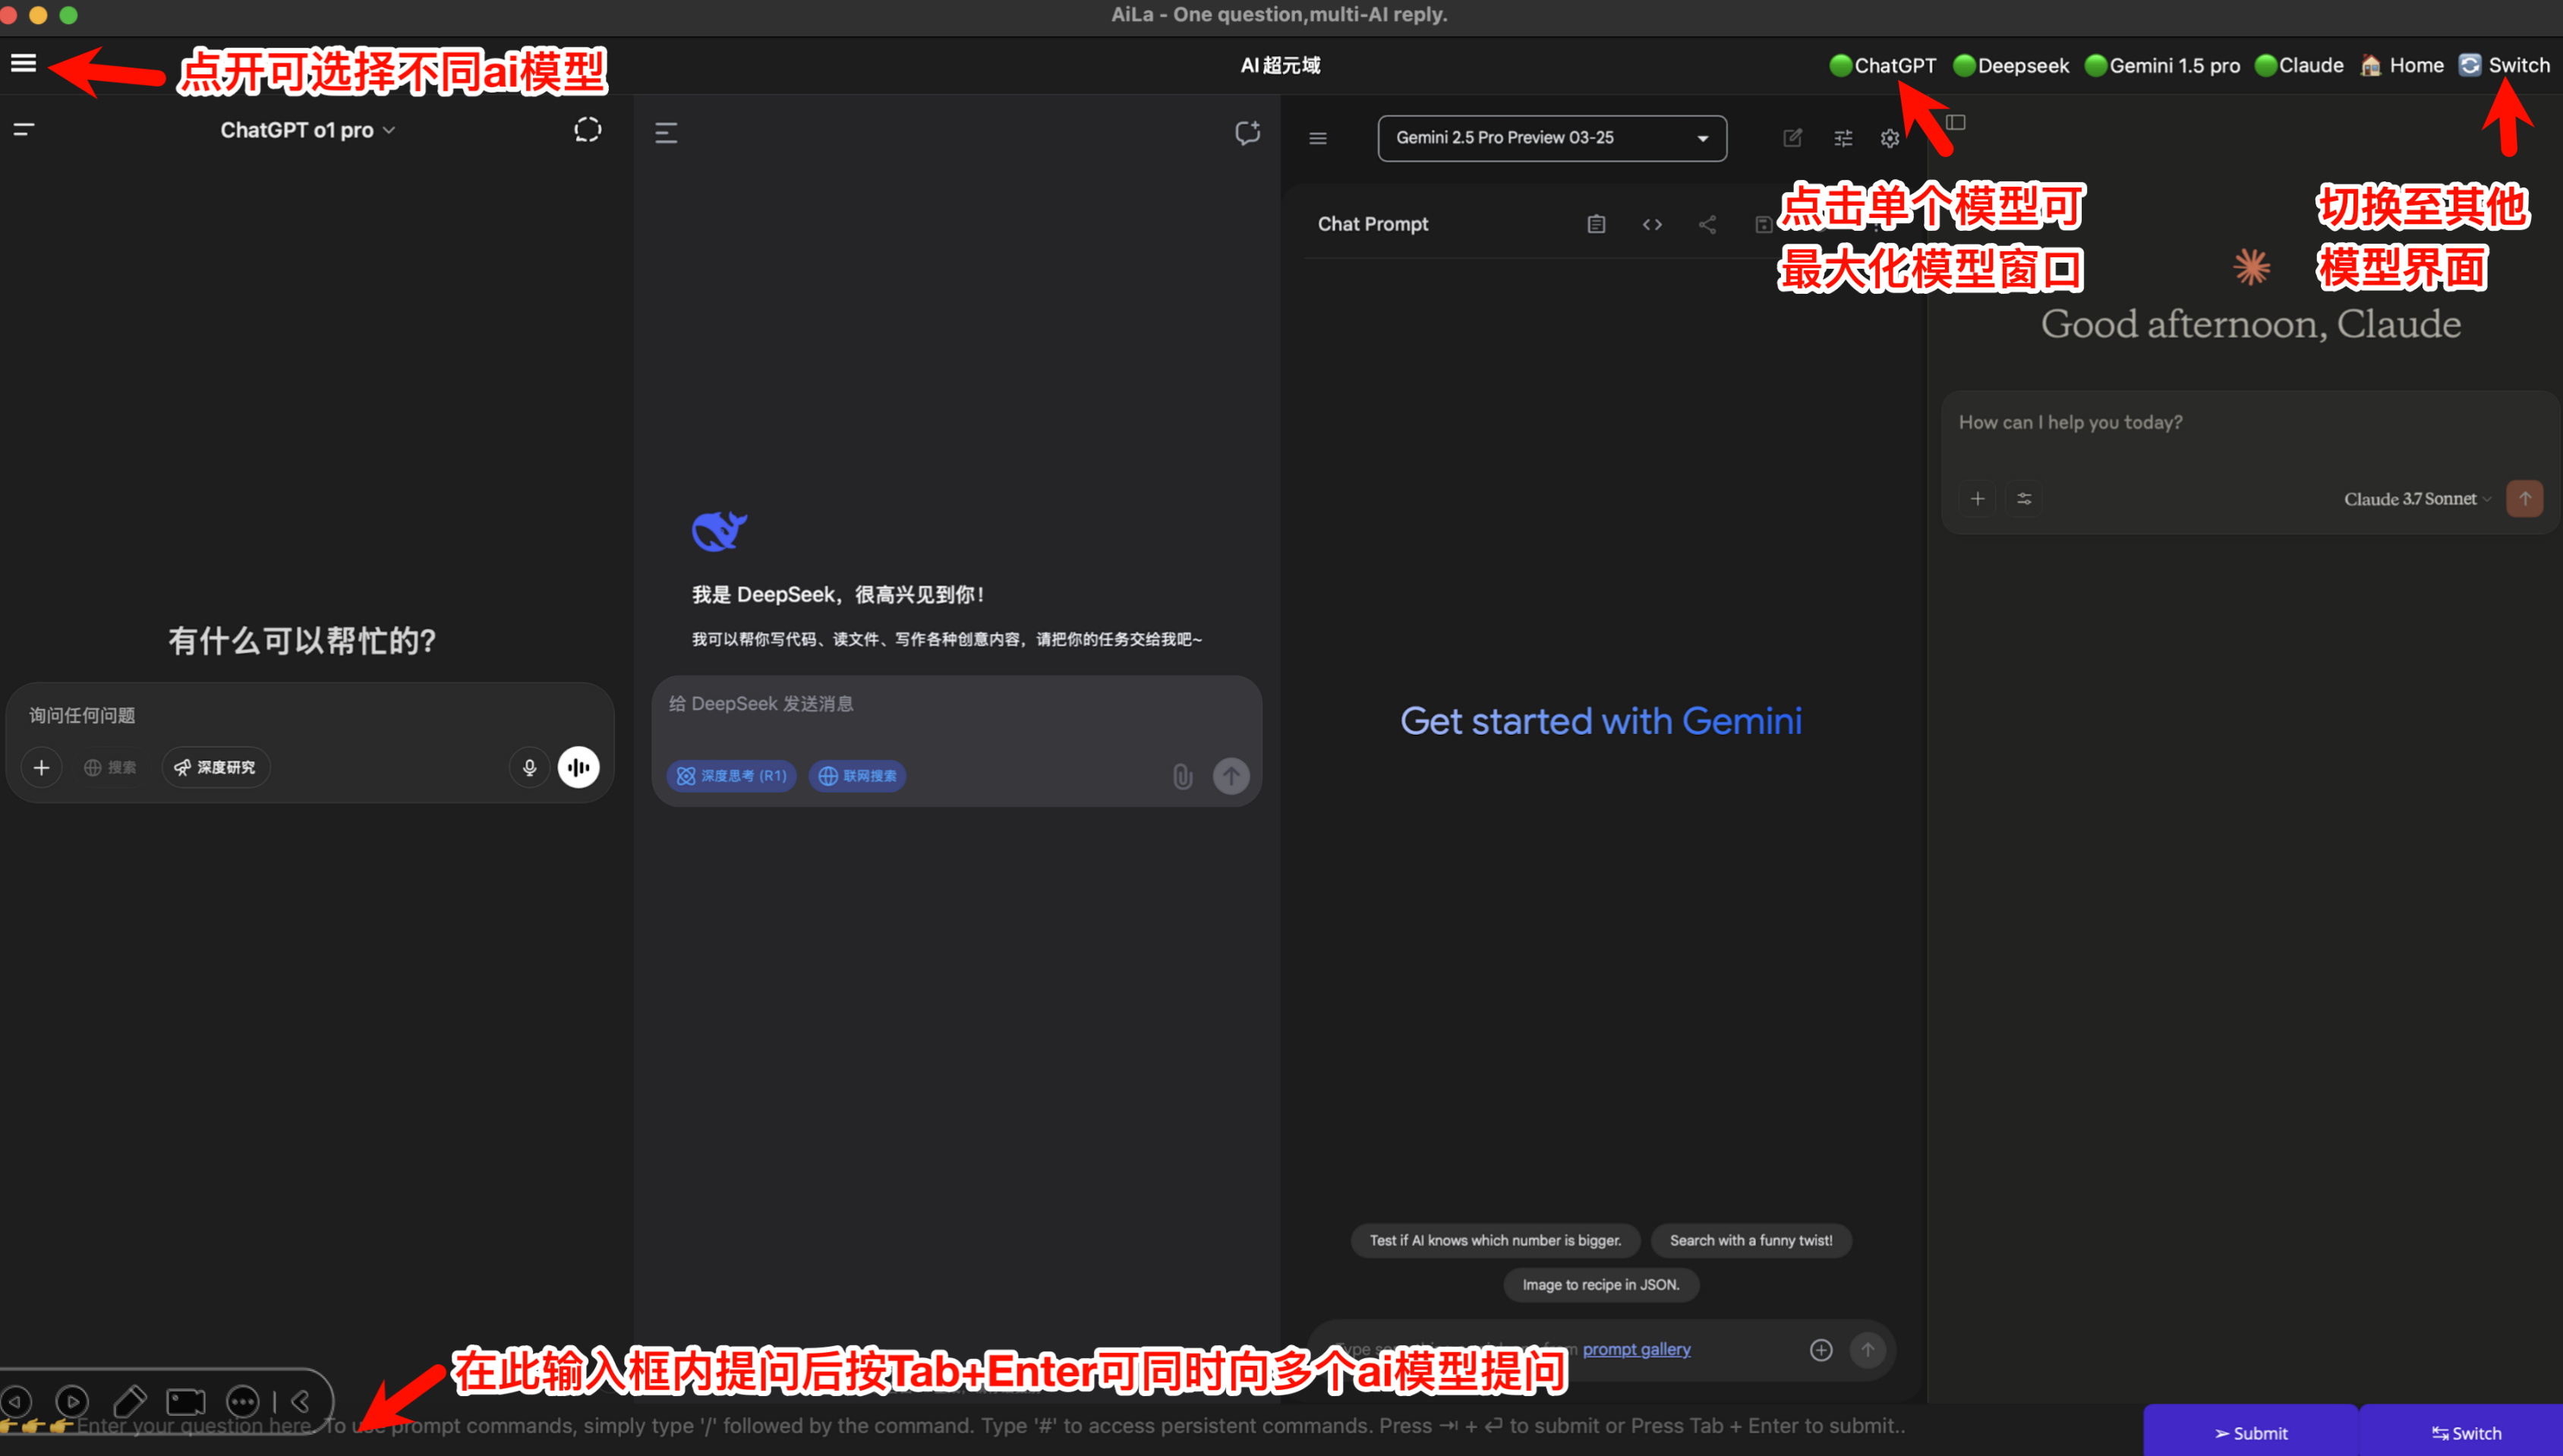 AiLa - One question,multi-AI reply.
点开可选择不同ai模型
AI 超元域
ChatGPT
Deepseek
Gemini 1.5 pro
Claude
Home
Switch
ChatGPT o1 pro
有什么可以帮忙的?
询问任何问题
搜索
深度研究
我是 DeepSeek，很高兴见到你！
我可以帮你写代码、读文件、写作各种创意内容，请把你的任务交给我吧~
给 DeepSeek 发送消息
深度思考 (R1)
联网搜索
Gemini 2.5 Pro Preview 03-25
Chat Prompt
点击单个模型可
最大化模型窗口
Get started with Gemini
Test if AI knows which number is bigger.
Search with a funny twist!
Image to recipe in JSON.
prompt gallery
切换至其他
模型界面
Good afternoon, Claude
How can I help you today?
Claude 3.7 Sonnet
在此输入框内提问后按Tab+Enter可同时向多个ai模型提问
Enter your question here. To use prompt commands, simply type '/' followed by the command. Type '#' to access persistent commands. Press ⇥ + ↵ to submit or Press Tab + Enter to submit..
➢ Submit
↹ Switch